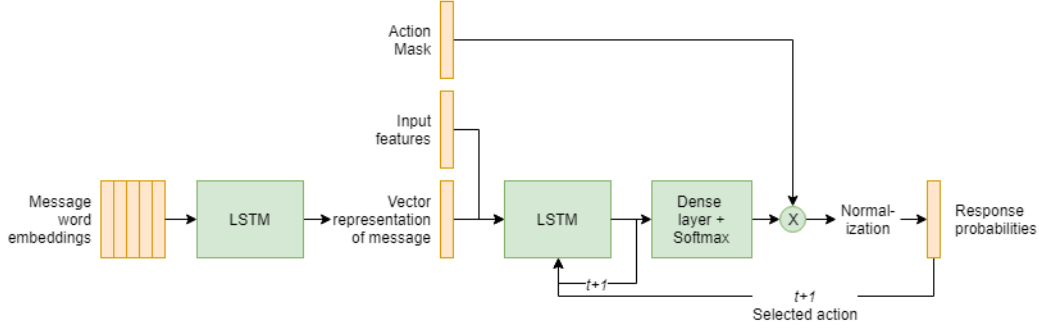 Action
Mask
Input
features
Message
word
embeddings
LSTM
Vector
representation
of message
LSTM
Dense
layer +
Softmax
X
Normal-
ization
Response
probabilities
t+1
t+1
Selected action